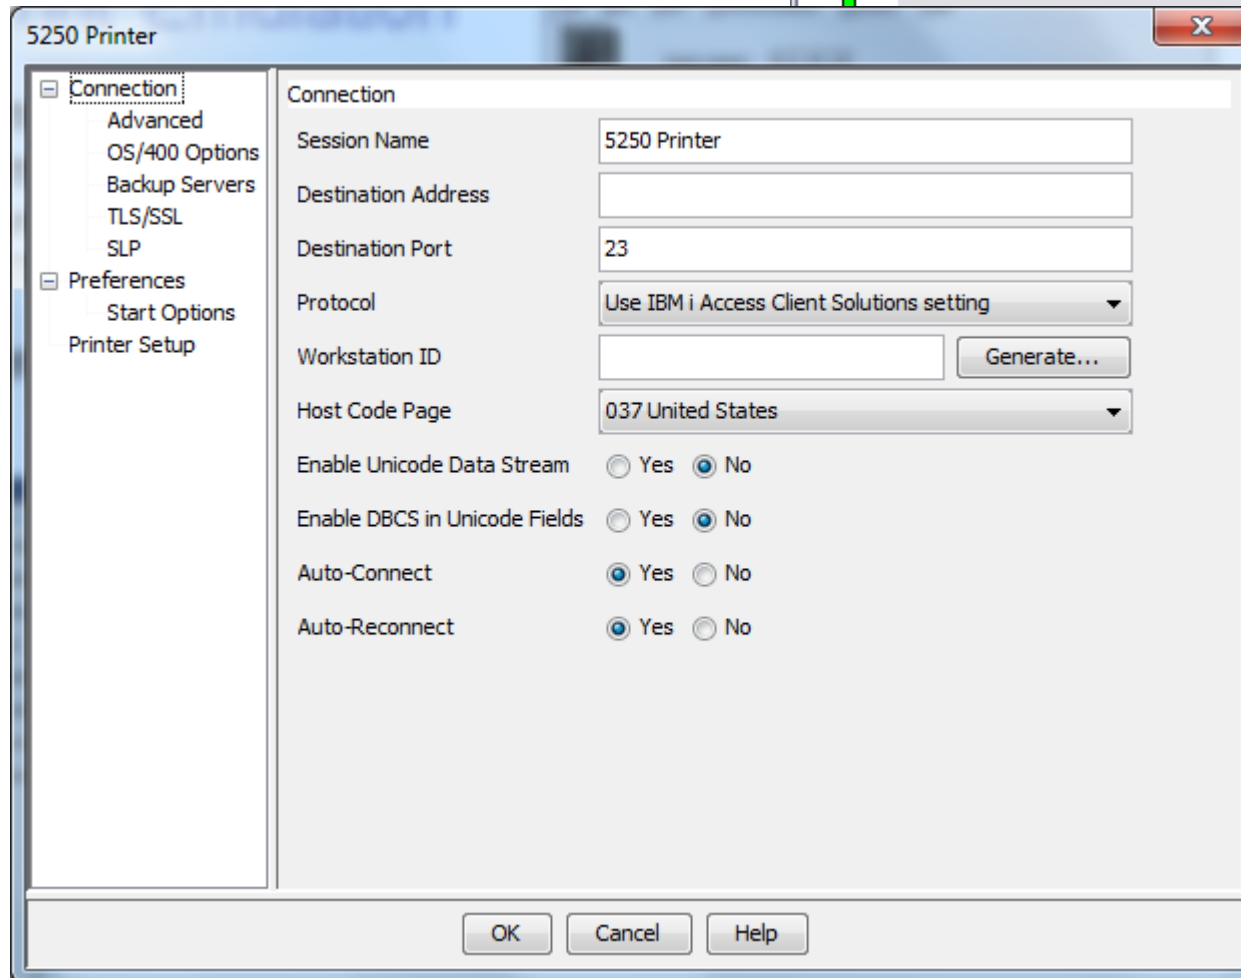 5250 Printer
Connection
Advanced
OS/400 Options
Backup Servers
TLS/SSL
SLP
Preferences
Start Options
Printer Setup
Connection
Session Name 5250 Printer
Destination Address
Destination Port 23
Protocol Use IBM i Access Client Solutions setting
Workstation ID Generate...
Host Code Page 037 United States
Enable Unicode Data Stream Yes No
Enable DBCS in Unicode Fields Yes No
Auto-Connect Yes No
Auto-Reconnect Yes No
OK Cancel Help